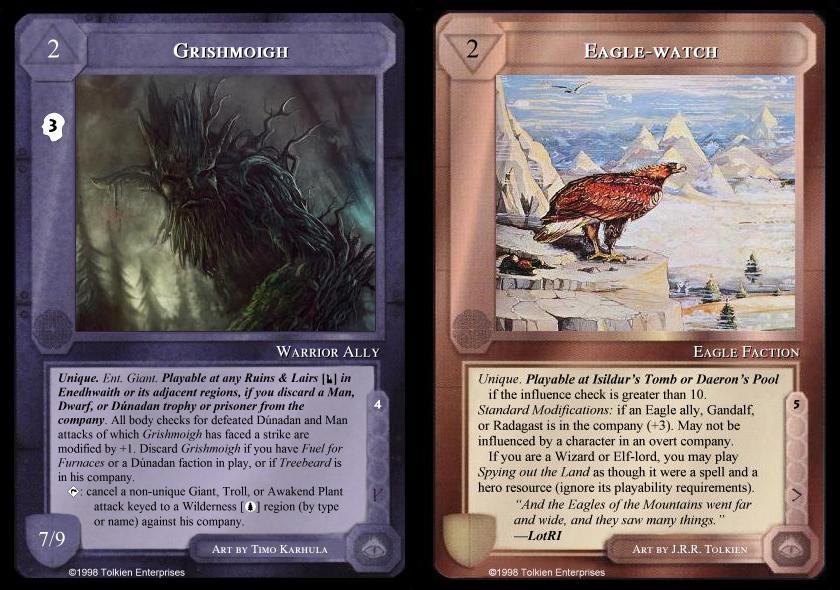 2
GRISHMOIGH
3
WARRIOR ALLY
Unique. Ent. Giant. Playable at any Ruins & Lairs [] in
Enedhwaith or its adjacent regions, if you discard a Man,
Dwarf, or Dúnadan trophy or prisoner from the
company. All body checks for defeated Dúnadan and Man
attacks of which Grishmoigh has faced a strike are
modified by +1. Discard Grishmoigh if you have Fuel for
Furnaces or a Dúnadan faction in play, or if Treebeard is
in his company.
: cancel a non-unique Giant, Troll, or Awakend Plant
attack keyed to a Wilderness [] region (by type
or name) against his company.
4
7/9
ART BY TIMO KARHULA
©1998 Tolkien Enterprises
2
EAGLE-WATCH
EAGLE FACTION
Unique. Playable at Isildur's Tomb or Daeron's Pool
if the influence check is greater than 10.
Standard Modifications: if an Eagle ally, Gandalf,
or Radagast is in the company (+3). May not be
influenced by a character in an overt company.
If you are a Wizard or Elf-lord, you may play
Spying out the Land as though it were a spell and a
hero resource (ignore its playability requirements).
"And the Eagles of the Mountains went far
and wide, and they saw many things."
—LotRI
5
ART BY J.R.R. TOLKIEN
©1998 Tolkien Enterprises